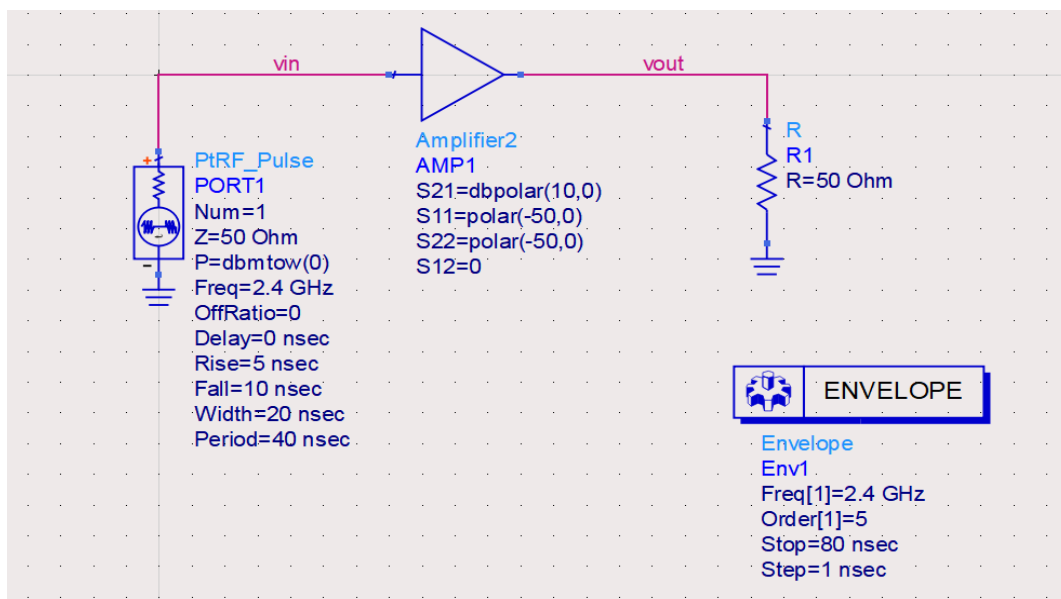 vin
vout
PtRF_Pulse
PORT1
Num=1
Z=50 Ohm
P=dbmtow(0)
Freq=2.4 GHz
OffRatio=0
Delay=0 nsec
Rise=5 nsec
Fall=10 nsec
Width=20 nsec
Period=40 nsec
Amplifier2
AMP1
S21=dbpolar(10,0)
S11=polar(-50,0)
S22=polar(-50,0)
S12=0
R
R1
R=50 Ohm
ENVELOPE
Envelope
Env1
Freq[1]=2.4 GHz
Order[1]=5
Stop=80 nsec
Step=1 nsec